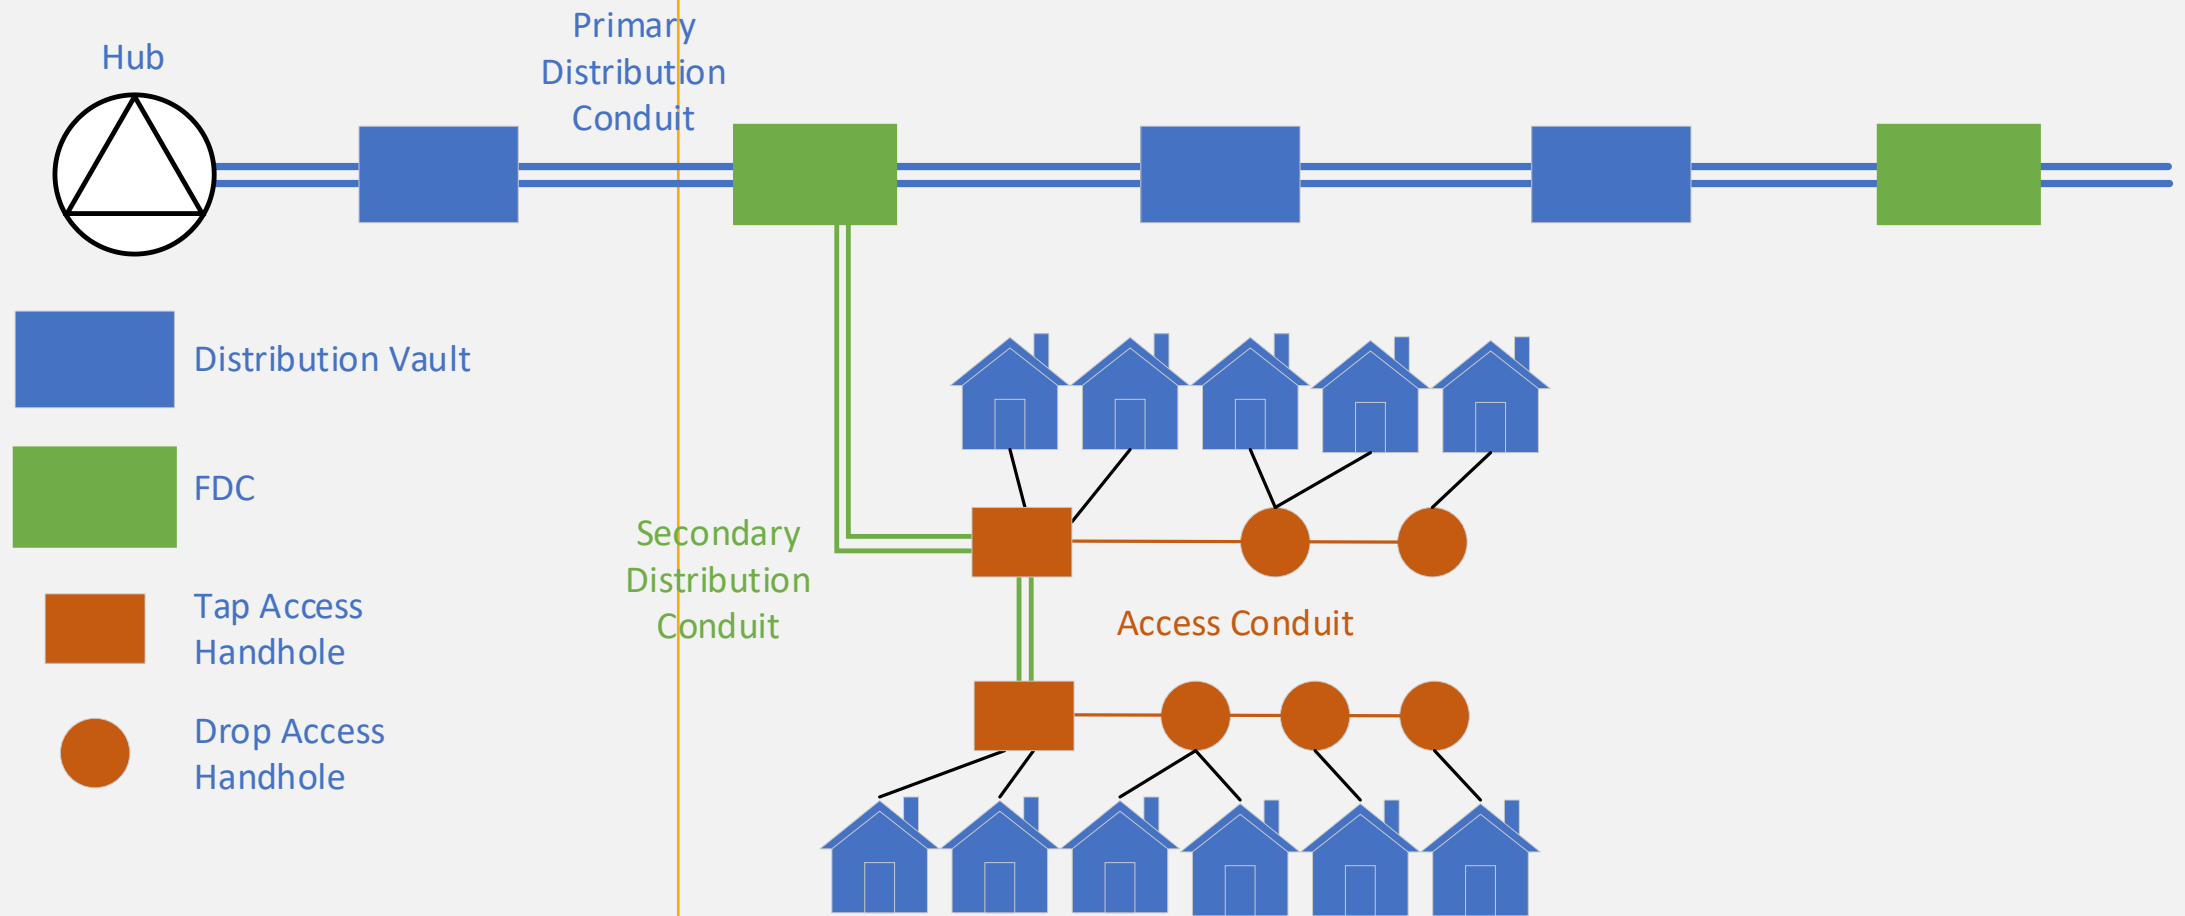 Hub
Primary
Distribution
Conduit
Distribution Vault
FDC
Secondary
Distribution
Conduit
Tap Access
Handhole
Access Conduit
Drop Access
Handhole